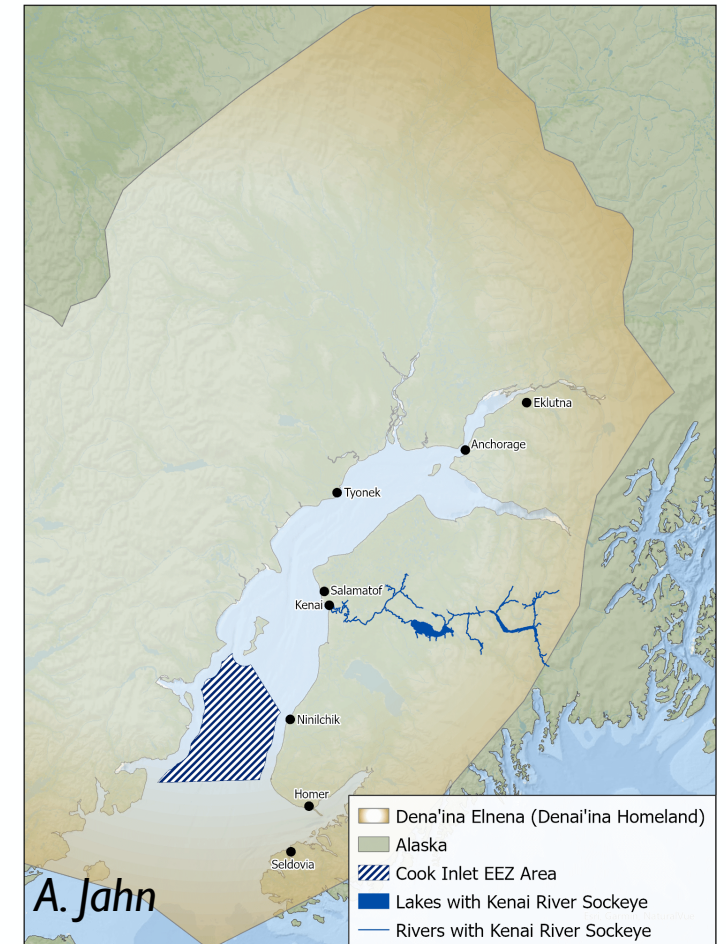 Eklutna
Anchorage
Tyonek
Salamatof
Kenai
Ninilchik
Homer
Seldovia
A. Jahn
Dena'ina Elnena (Denai'ina Homeland)
Alaska
Cook Inlet EEZ Area
Lakes with Kenai River Sockeye
Rivers with Kenai River Sockeye